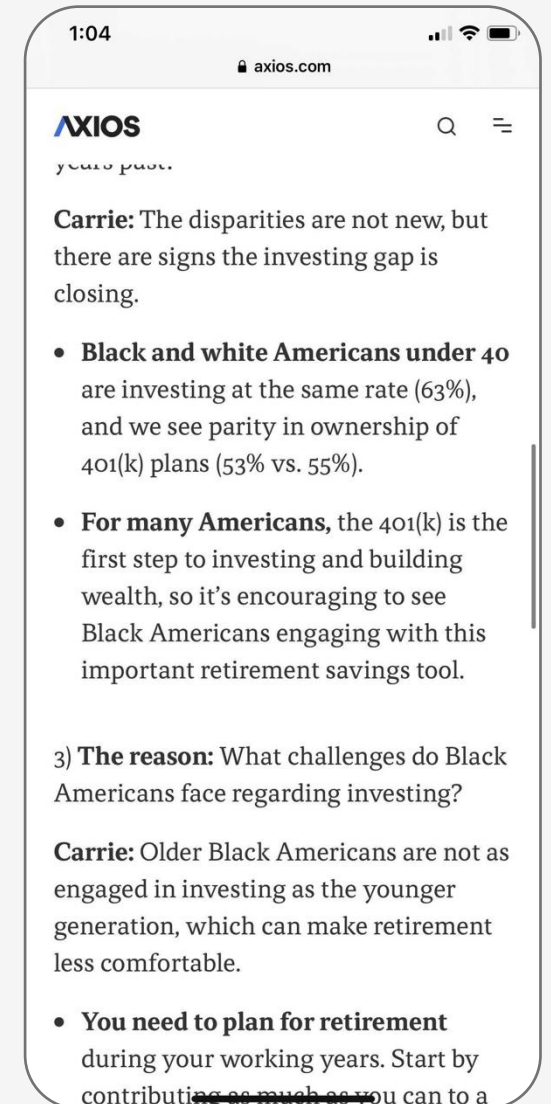 1:04
axios.com
AXIOS
years past.
Carrie: The disparities are not new, but
there are signs the investing gap is
closing.
• Black and white Americans under 40
are investing at the same rate (63%),
and we see parity in ownership of
401(k) plans (53% vs. 55%).
• For many Americans, the 401(k) is the
first step to investing and building
wealth, so it’s encouraging to see
Black Americans engaging with this
important retirement savings tool.
3) The reason: What challenges do Black
Americans face regarding investing?
Carrie: Older Black Americans are not as
engaged in investing as the younger
generation, which can make retirement
less comfortable.
• You need to plan for retirement
during your working years. Start by
contributing as much as you can to a